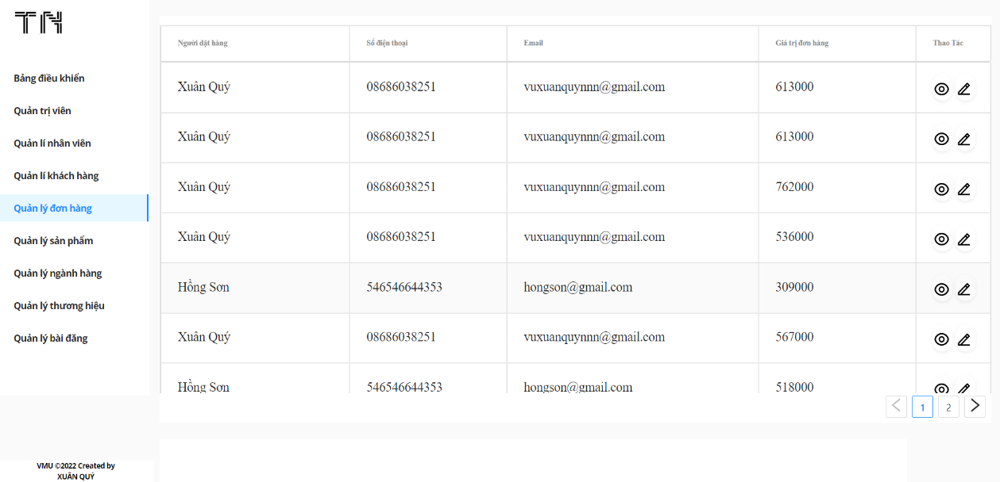 TN
Bảng điều khiển
Quản trị viên
Quản lí nhân viên
Quản lí khách hàng
Quản lý đơn hàng
Quản lý sản phẩm
Quản lý ngành hàng
Quản lý thương hiệu
Quản lý bài đăng
VMU ©2022 Created by
XUÂN QUÝ
Người dặt hàng Số điện thoại Email Giá trị đơn hàng Thao Tác
Xuân Quý 08686038251 vuxuanquynnn@gmail.com 613000
Xuân Quý 08686038251 vuxuanquynnn@gmail.com 613000
Xuân Quý 08686038251 vuxuanquynnn@gmail.com 762000
Xuân Quý 08686038251 vuxuanquynnn@gmail.com 536000
Hồng Sơn 546546644353 hongson@gmail.com 309000
Xuân Quý 08686038251 vuxuanquynnn@gmail.com 567000
Hồng Sơn 546546644353 hongson@gmail.com 518000
1 2